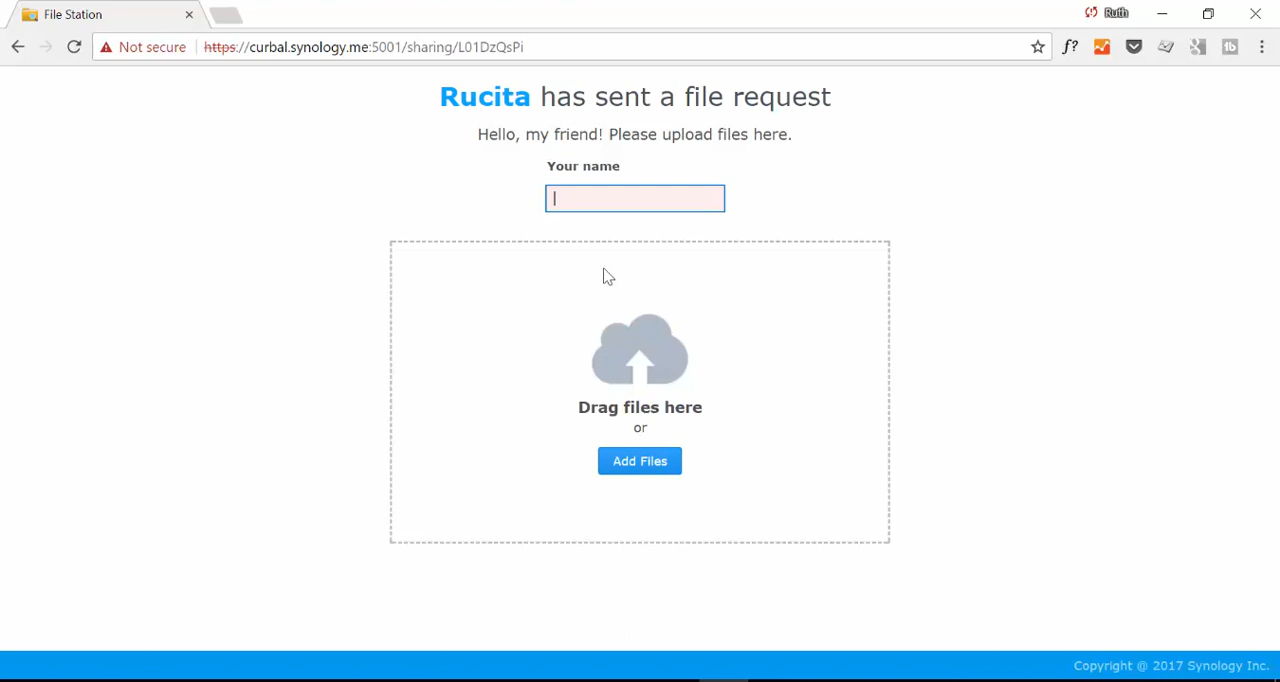 File Station
Ruth
Not secure https://curbal.synology.me:5001/sharing/L01DzQsPi
f?
Rucita has sent a file request
Hello, my friend! Please upload files here.
Your name
Drag files here
or
Add Files
Copyright @ 2017 Synology Inc.